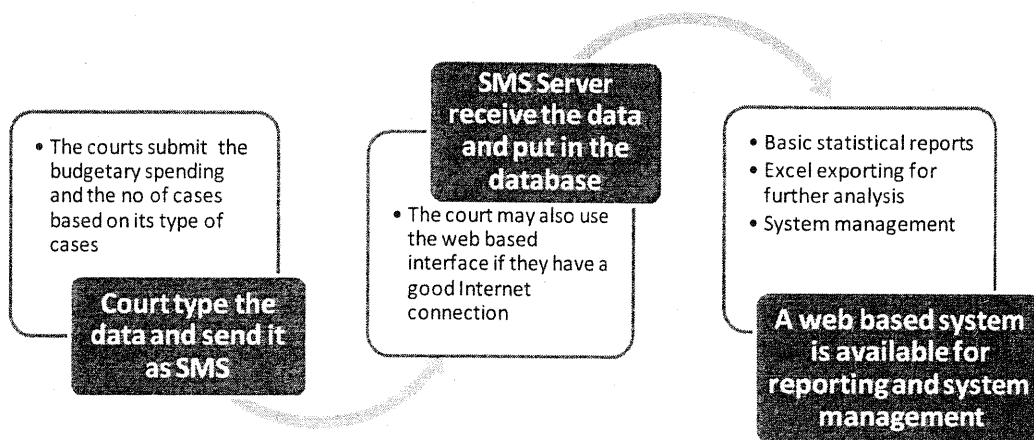 • The courts submit the
budgetary spending
and the no of cases
based on its type of
cases
Court type the
data and send it
as SMS
SMS Server
receive the data
and put in the
database
• The court may also use
the web based
interface if they have a
good Internet
connection
• Basic statistical reports
• Excel exporting for
further analysis
• System management
A web based system
is available for
reporting and system
management